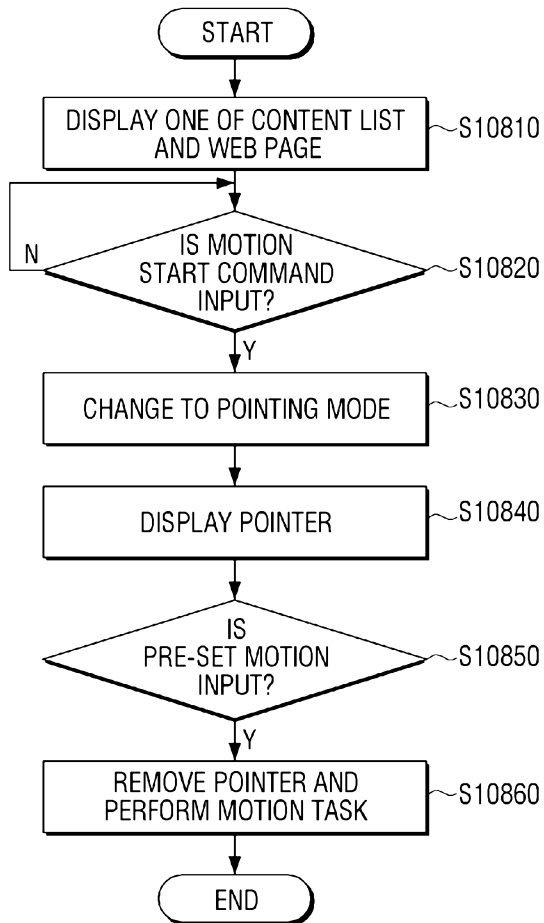 START
DISPLAY ONE OF CONTENT LIST
AND WEB PAGE
S10810
N
IS MOTION
START COMMAND
INPUT?
S10820
Y
CHANGE TO POINTING MODE
S10830
DISPLAY POINTER
S10840
IS
PRE-SET MOTION
INPUT?
S10850
Y
REMOVE POINTER AND
PERFORM MOTION TASK
S10860
END